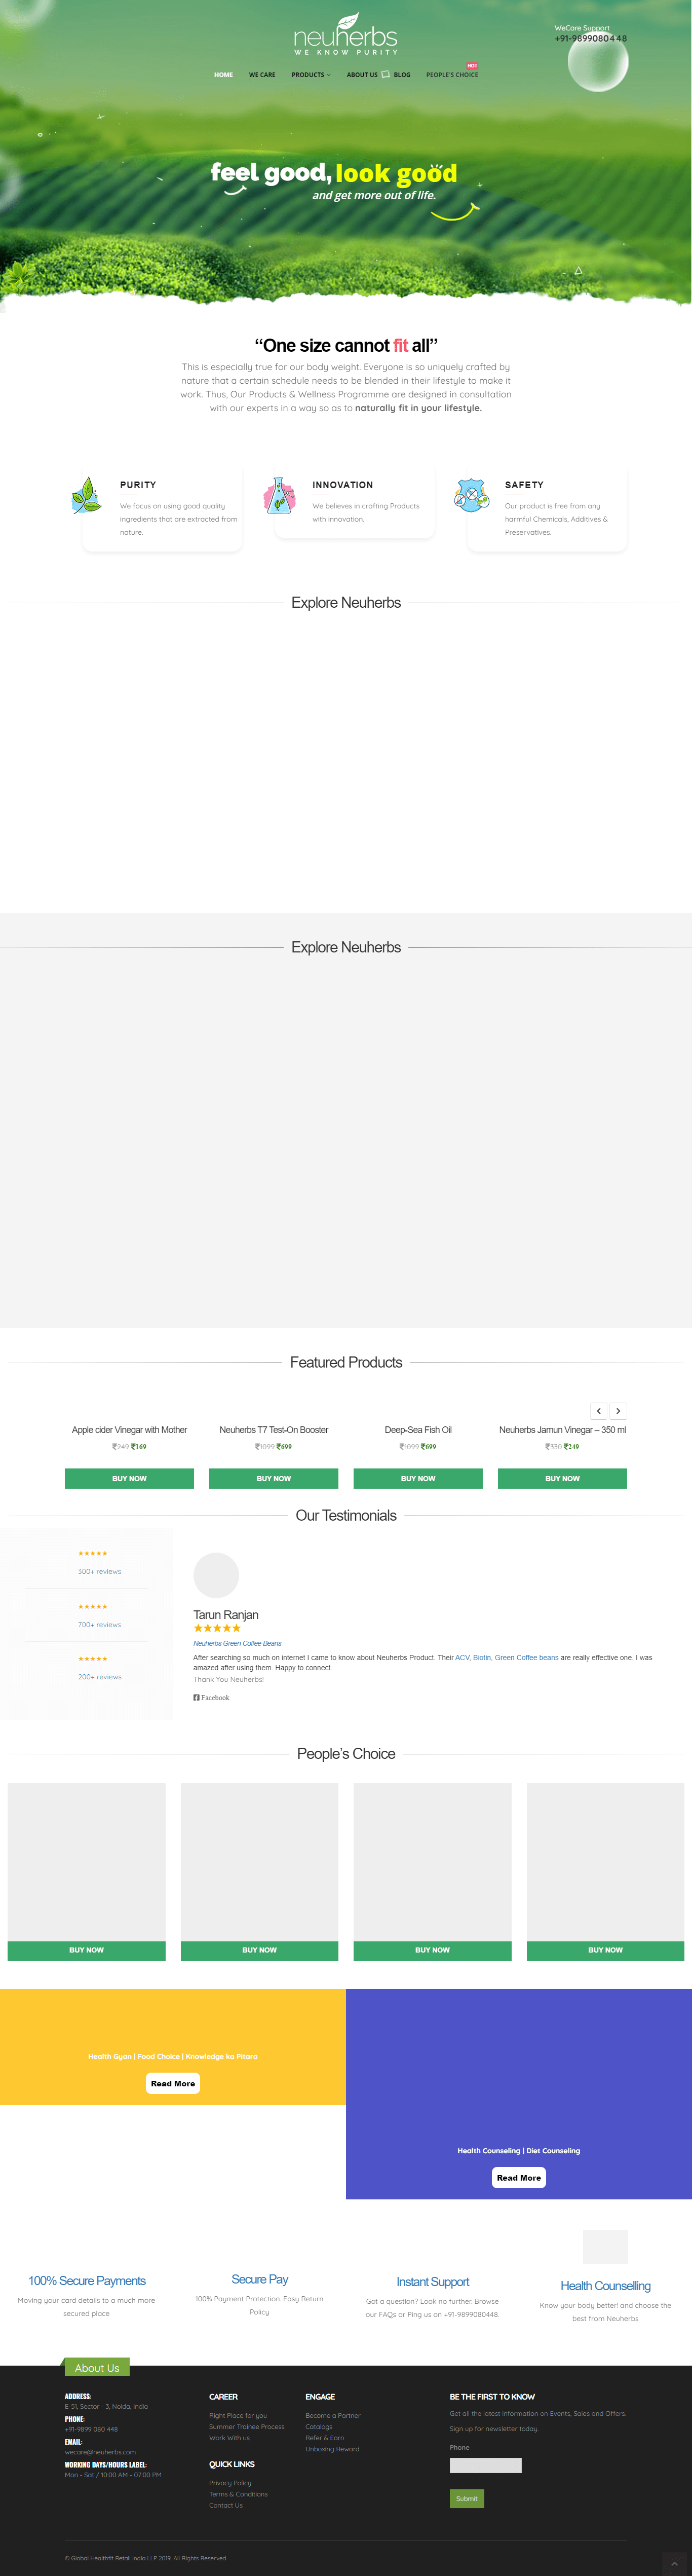 neuherbs
WE KNOW PURITY
WeCare Support
+91-9899080448
HOME WE CARE PRODUCTS ABOUT US BLOG PEOPLE'S CHOICE
HOT
feel good, look good
and get more out of life.
“One size cannot fit all”
This is especially true for our body weight. Everyone is so uniquely crafted by
nature that a certain schedule needs to be blended in their lifestyle to make it
work. Thus, Our Products & Wellness Programme are designed in consultation
with our experts in a way so as to naturally fit in your lifestyle.
PURITY
We focus on using good quality
ingredients that are extracted from
nature.
INNOVATION
We believes in crafting Products
with innovation.
SAFETY
Our product is free from any
harmful Chemicals, Additives &
Preservatives.
Explore Neuherbs
Explore Neuherbs
Featured Products
Apple cider Vinegar with Mother
₹249 ₹169
BUY NOW
Neuherbs T7 Test-On Booster
₹1099 ₹699
BUY NOW
Deep-Sea Fish Oil
₹1099 ₹699
BUY NOW
Neuherbs Jamun Vinegar – 350 ml
₹350 ₹249
BUY NOW
Our Testimonials
300+ reviews
700+ reviews
200+ reviews
Tarun Ranjan
Neuherbs Green Coffee Beans
After searching so much on internet I came to know about Neuherbs Product. Their ACV, Biotin, Green Coffee beans are really effective one. I was
amazed after using them. Happy to connect.
Thank You Neuherbs!
Facebook
People’s Choice
BUY NOW BUY NOW BUY NOW BUY NOW
Health Gyan | Food Choice | Knowledge ka Pitara
Read More
Health Counseling | Diet Counseling
Read More
100% Secure Payments
Moving your card details to a much more
secured place
Secure Pay
100% Payment Protection. Easy Return
Policy
Instant Support
Got a question? Look no further. Browse
our FAQs or Ping us on +91-9899080448.
Health Counselling
Know your body better! and choose the
best from Neuherbs
About Us
ADDRESS:
E-51, Sector – 3, Noida, India
PHONE:
+91-9899 080 448
EMAIL:
wecare@neuherbs.com
WORKING DAYS/HOURS LABEL:
Mon – Sat / 10:00 AM – 07:00 PM
CAREER
Right Place for you
Summer Trainee Process
Work With us
QUICK LINKS
Privacy Policy
Terms & Conditions
Contact Us
ENGAGE
Become a Partner
Catalogs
Refer & Earn
Unboxing Reward
BE THE FIRST TO KNOW
Get all the latest information on Events, Sales and Offers.
Sign up for newsletter today.
Phone
Submit
© Global Healthfit Retail India LLP 2019. All Rights Reserved